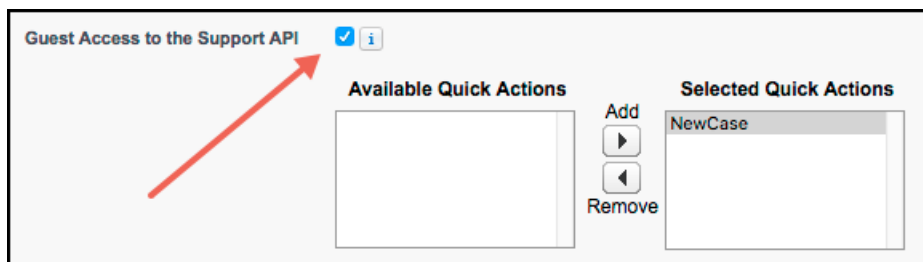 Guest Access to the Support API
i
Available Quick Actions
Add
Selected Quick Actions
NewCase
Remove